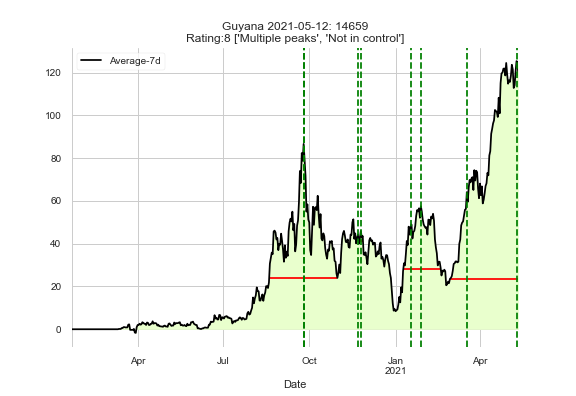 Guyana 2021-05-12: 14659
Rating:8 ['Multiple peaks', 'Not in control']
Average-7d
120
100
80
60
40
20
0
Apr
Jul
Oct
Jan
2021
Apr
Date